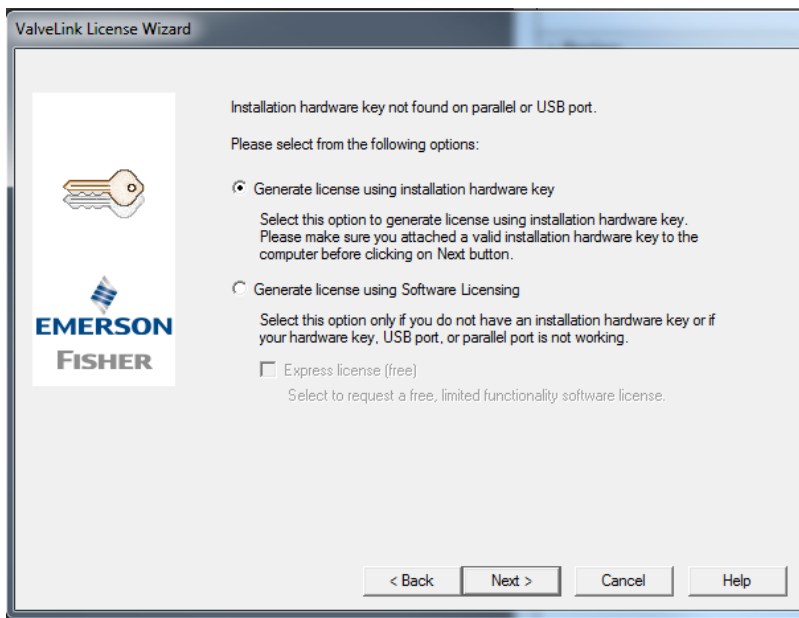 ValveLink License Wizard
Installation hardware key not found on parallel or USB port.
Please select from the following options:
Generate license using installation hardware key
Select this option to generate license using installation hardware key.
Please make sure you attached a valid installation hardware key to the
computer before clicking on Next button.
Generate license using Software Licensing
Select this option only if you do not have an installation hardware key or if
your hardware key, USB port, or parallel port is not working.
Express license (free)
Select to request a free, limited functionality software license.
EMERSON
FISHER
< Back
Next >
Cancel
Help